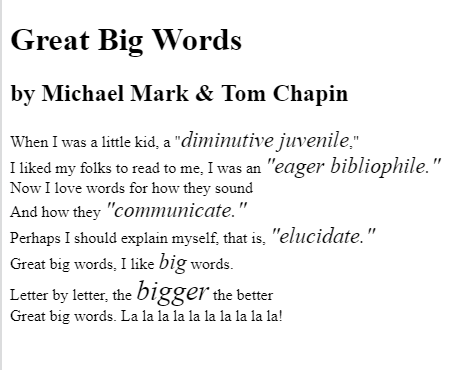 Great Big Words
by Michael Mark & Tom Chapin
When I was a little kid, a "diminutive juvenile,"
I liked my folks to read to me, I was an "eager bibliophile."
Now I love words for how they sound
And how they "communicate."
Perhaps I should explain myself, that is, "elucidate."
Great big words, I like big words.
Letter by letter, the bigger the better
Great big words. La la la la la la la la la la!